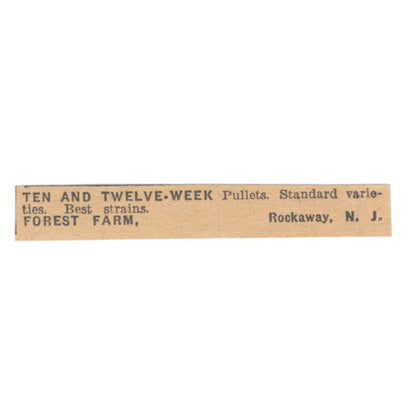 TEN AND TWELVE-WEEK Pullets. Standard varie-
ties. Best strains.
FOREST FARM, Rockaway, N. J.